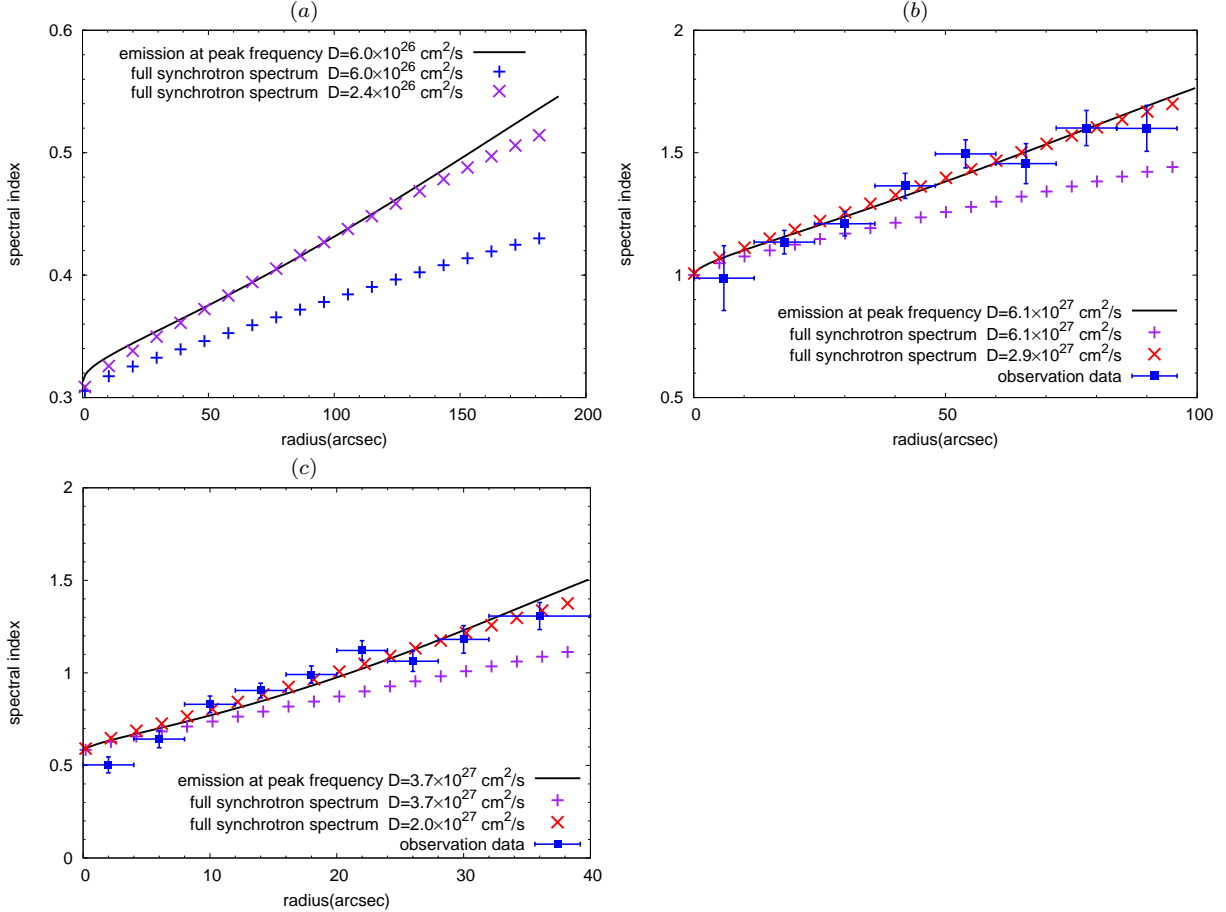 (a)
0.6
0.5
0.4
0.3
spectral index
emission at peak frequency D=6.0×10^26 cm^2/s
full synchrotron spectrum D=6.0×10^26 cm^2/s
full synchrotron spectrum D=2.4×10^26 cm^2/s
0 50 100 150 200
radius(arcsec)
(b)
2
1.5
1
0.5
spectral index
emission at peak frequency D=6.1×10^27 cm^2/s
full synchrotron spectrum D=6.1×10^27 cm^2/s
full synchrotron spectrum D=2.9×10^27 cm^2/s
observation data
0 50 100
radius(arcsec)
(c)
2
1.5
1
0.5
0
spectral index
emission at peak frequency D=3.7×10^27 cm^2/s
full synchrotron spectrum D=3.7×10^27 cm^2/s
full synchrotron spectrum D=2.0×10^27 cm^2/s
observation data
0 10 20 30 40
radius(arcsec)